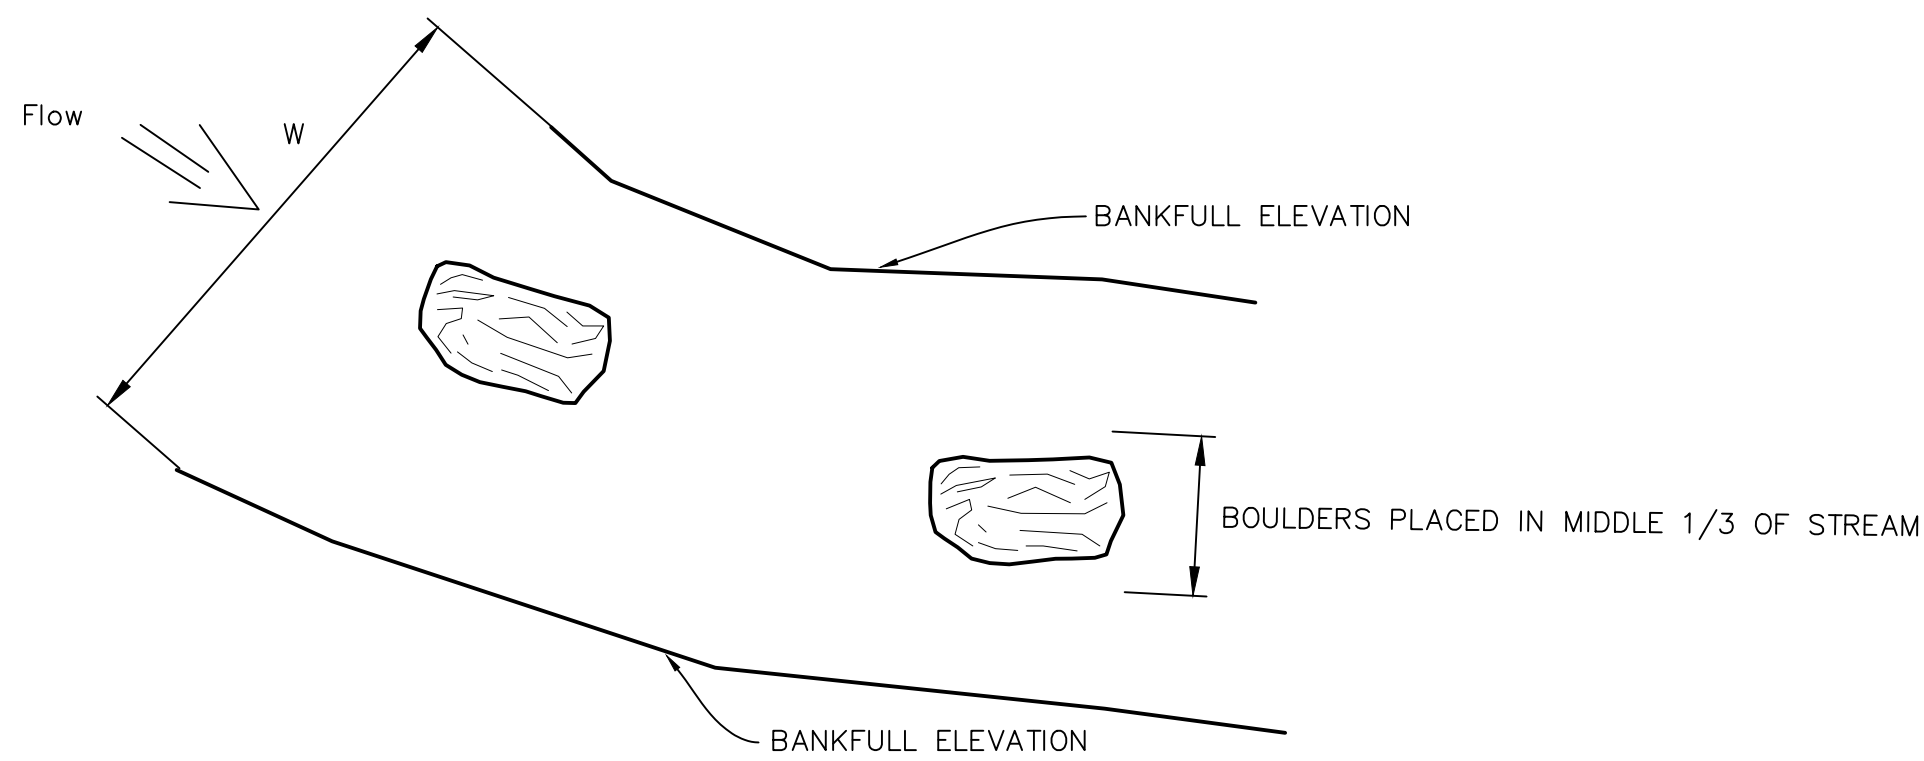 Flow
W
BANKFULL ELEVATION
BOULDERS PLACED IN MIDDLE 1/3 OF STREAM
BANKFULL ELEVATION